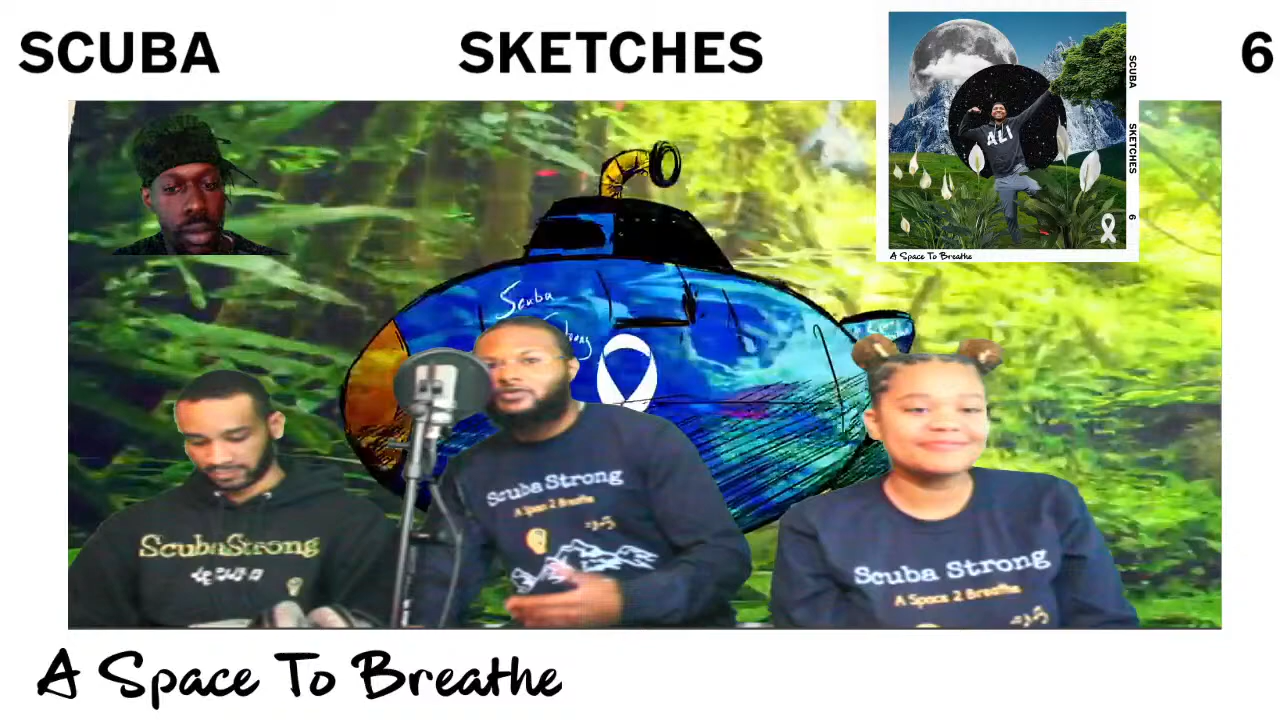 SCUBA SKETCHES 6
SCUBA SKETCHES 6
ALI
A Space To Breathe
Scuba
Strong
Scuba Strong
A Space 2 Breathe
ScubaStrong
Scuba Strong
A Space 2 Breathe
A Space To Breathe